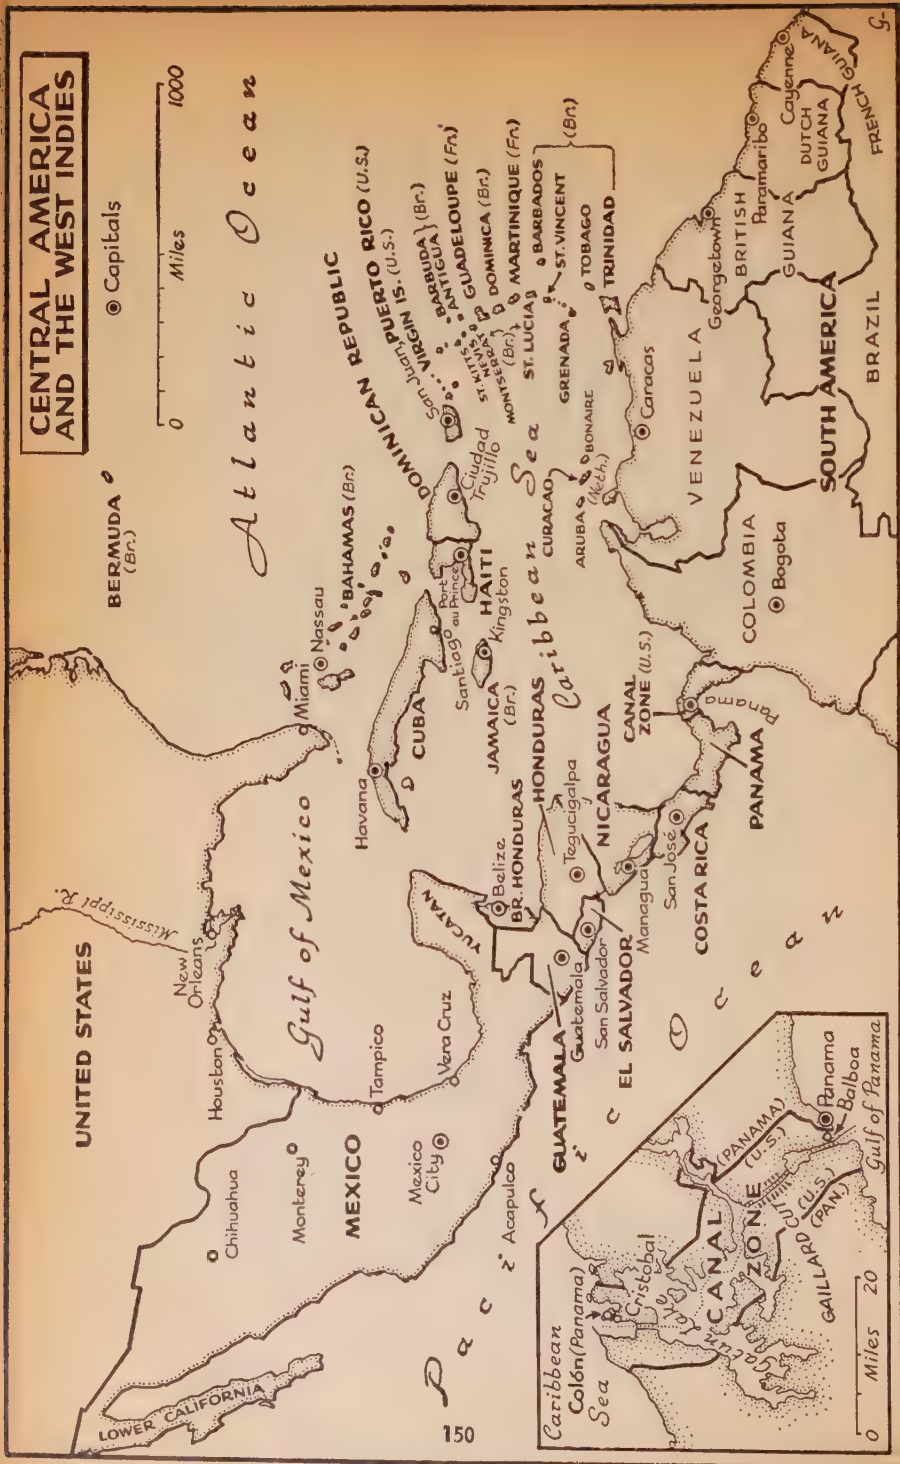 CENTRAL AMERICA
AND THE WEST INDIES
Capitals
0 Miles 1000
Atlantic Ocean
BERMUDA
(Br.)
UNITED STATES
Mississippi R.
New
Orleans
Houston
Miami
Nassau
BAHAMAS (Br.)
Gulf of Mexico
Havana
CUBA
Santiago
Port
au Prince
HAITI
DOMINICAN REPUBLIC
Ciudad
Trujillo
PUERTO RICO (U.S.)
San Juan
VIRGIN IS. (U.S.)
BARBUDA
ANTIGUA
(Br.)
GUADELOUPE (Fr.)
DOMINICA (Br.)
MARTINIQUE (Fr.)
BARBADOS
ST. VINCENT
TOBAGO
TRINIDAD
(Br.)
ST. KITTS
NEVIS
MONTSERRAT
(Br.)
ST. LUCIA
GRENADA
JAMAICA
(Br.)
Kingston
Caribbean Sea
CURACAO
ARUBA
BONAIRE
(Neth.)
LOWER CALIFORNIA
Chihuahua
Monterey
MEXICO
Tampico
Mexico
City
Vera Cruz
Acapulco
YUCATAN
Belize
BR. HONDURAS
HONDURAS
Tegucigalpa
GUATEMALA
Guatemala
San Salvador
EL SALVADOR
NICARAGUA
Managua
San José
COSTA RICA
CANAL
ZONE (U.S.)
Panama
PANAMA
Pacific Ocean
COLOMBIA
Bogota
Caracas
VENEZUELA
SOUTH AMERICA
BRAZIL
Georgetown
BRITISH
GUIANA
Paramaribo
DUTCH
GUIANA
Cayenne
FRENCH GUIANA
G-
Caribbean
Colón (Panama)
Sea
Cristobal
Gatun Lake
CANAL
ZONE
(PANAMA)
(U.S.)
GAILLARD CUT
(U.S.)
(PAN.)
Panama
Balboa
Gulf of Panama
0 Miles 20
150